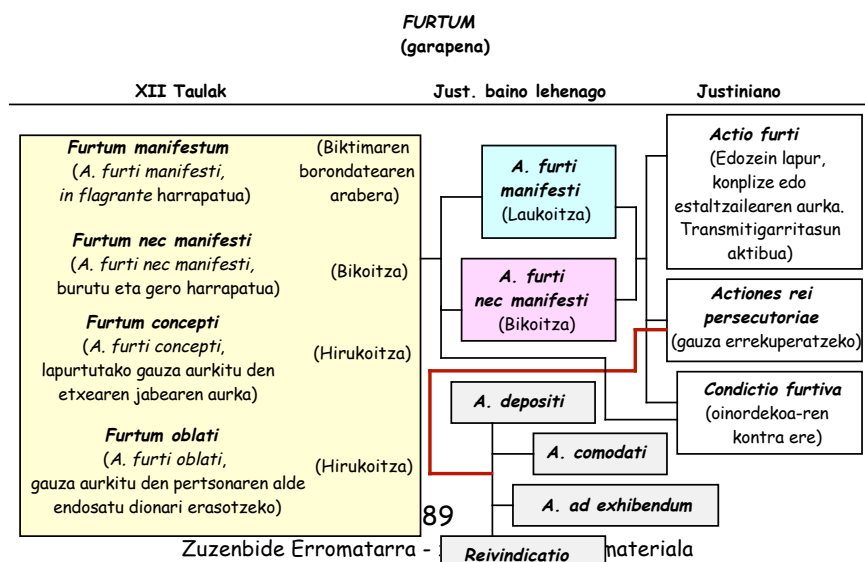 FURTUM
(garapena)
XII Taulak
Just. baino lehenago
Justiniano
Furtum manifestum
(A. furti manifesti,
in flagrante harrapatua)
(Biktimaren
borondatearen
arabera)
Furtum nec manifesti
(A. furti nec manifesti,
burutu eta gero harrapatua)
(Bikoitza)
Furtum concepti
(A. furti concepti,
lapurtutako gauza aurkitu den
etxearen jabearen aurka)
(Hirukoitza)
Furtum oblati
(A. furti oblati,
gauza aurkitu den pertsonaren alde
endosatu dionari erasotzeko)
(Hirukoitza)
A. furti
manifesti
(Laukoitza)
A. furti
nec manifesti
(Bikoitza)
A. depositi
A. comodati
A. ad exhibendum
Reivindicatio
Actio furti
(Edozein lapur,
konplize edo
estaltzailearen aurka.
Transmitigarritasun
aktibua)
Actiones rei
persecutoriae
(gauza errekuperatzeko)
Condictio furtiva
(oinordekoa-ren
kontra ere)
89
Zuzenbide Erromatarra - materiala